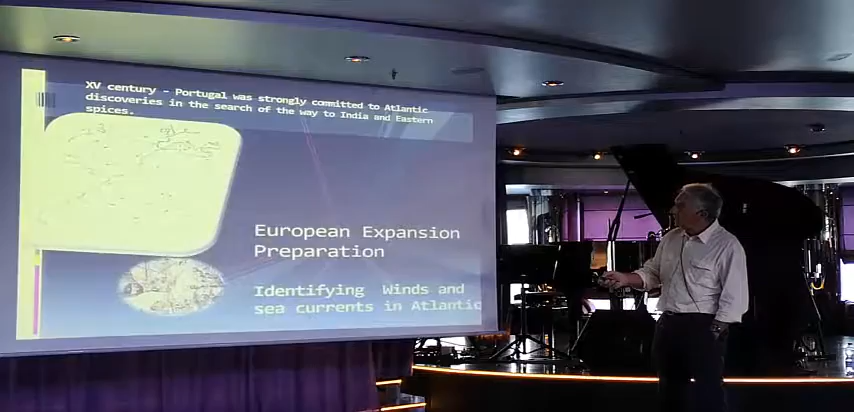 XV century – Portugal was strongly committed to Atlantic
discoveries in the search of the way to India and Eastern
spices.
European Expansion
Preparation
Identifying Winds and
sea currents in Atlantic